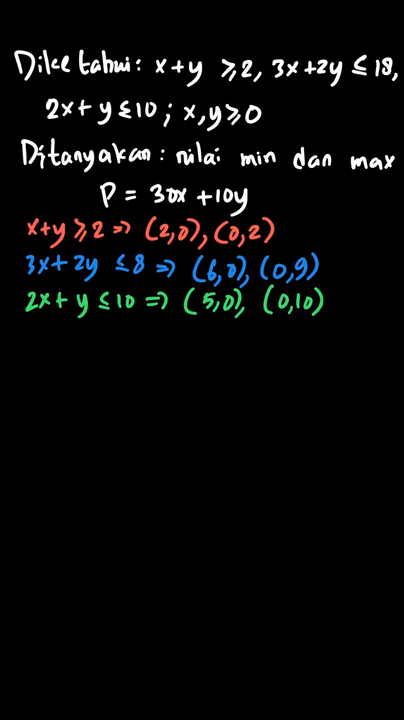 Diketahui: x+y ≥ 2, 3x+2y ≤ 18,
2x + y ≤ 10 ; x,y ≥ 0
Ditanyakan: nilai min dan max
P = 30x + 10y
x+y ≥ 2 => (2,0), (0,2)
3x + 2y ≤ 8 => (6,0), (0,9)
2x + y ≤ 10 => (5,0), (0,10)